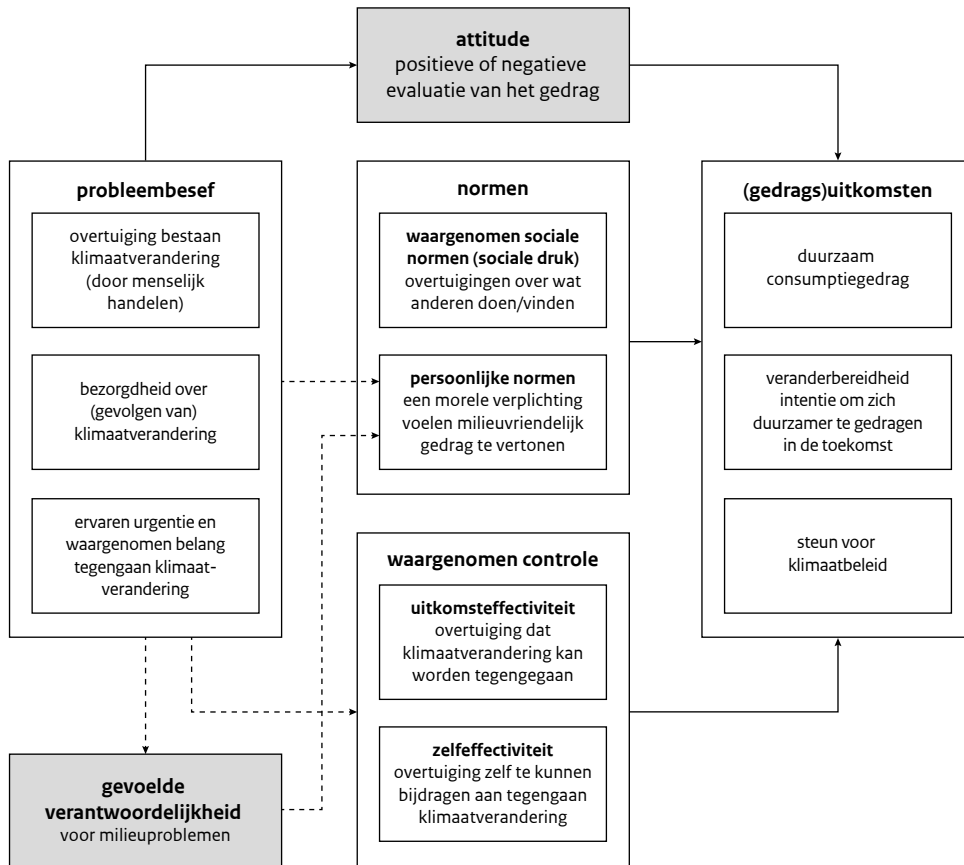 attitude
positieve of negatieve
evaluatie van het gedrag
probleembesef
overtuiging bestaan
klimaatverandering
(door menselijk
handelen)
bezorgdheid over
(gevolgen van)
klimaatverandering
ervaren urgentie en
waargenomen belang
tegengaan klimaat-
verandering
gevoelde
verantwoordelijkheid
voor milieuproblemen
normen
waargenomen sociale
normen (sociale druk)
overtuigingen over wat
anderen doen/vinden
persoonlijke normen
een morele verplichting
voelen milieuvriendelijk
gedrag te vertonen
waargenomen controle
uitkomsteffectiviteit
overtuiging dat
klimaatverandering kan
worden tegengegaan
zelfeffectiviteit
overtuiging zelf te kunnen
bijdragen aan tegengaan
klimaatverandering
(gedrags)uitkomsten
duurzaam
consumptiegedrag
veranderbereidheid
intentie om zich
duurzamer te gedragen
in de toekomst
steun voor
klimaatbeleid